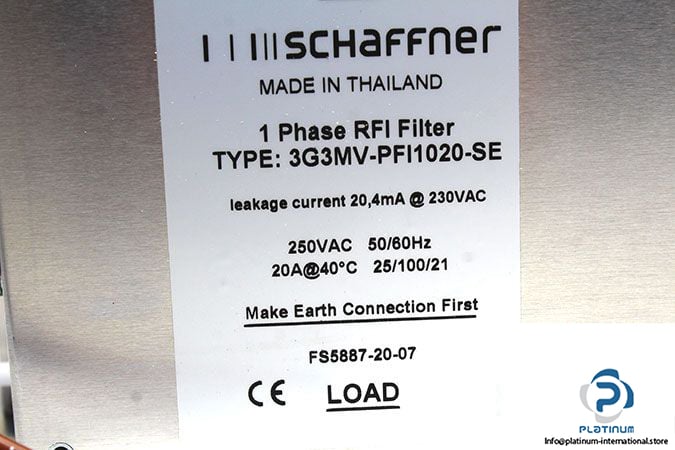 SCHaFFner
MADE IN THAILAND
1 Phase RFI Filter
TYPE: 3G3MV-PFI1020-SE
leakage current 20,4mA @ 230VAC
250VAC 50/60Hz
20A@40°C 25/100/21
Make Earth Connection First
FS5887-20-07
CE LOAD
PLATINUM
Info@platinum-international.store